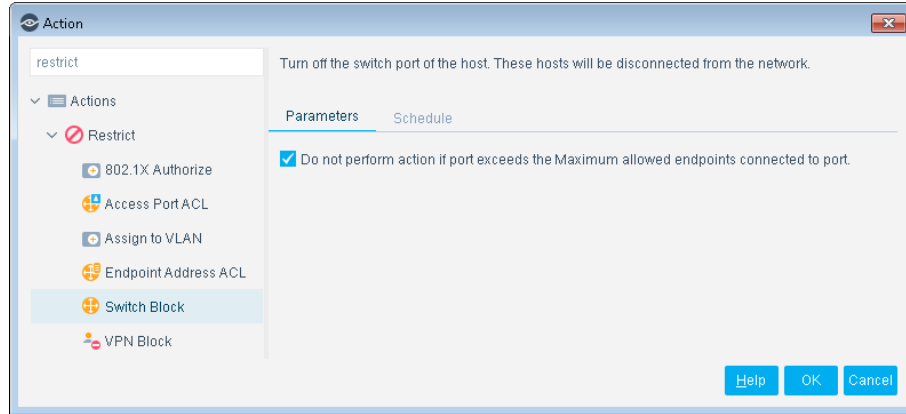 Action
restrict
Actions
Restrict
802.1X Authorize
Access Port ACL
Assign to VLAN
Endpoint Address ACL
Switch Block
VPN Block
Turn off the switch port of the host. These hosts will be disconnected from the network.
Parameters Schedule
Do not perform action if port exceeds the Maximum allowed endpoints connected to port.
Help OK Cancel